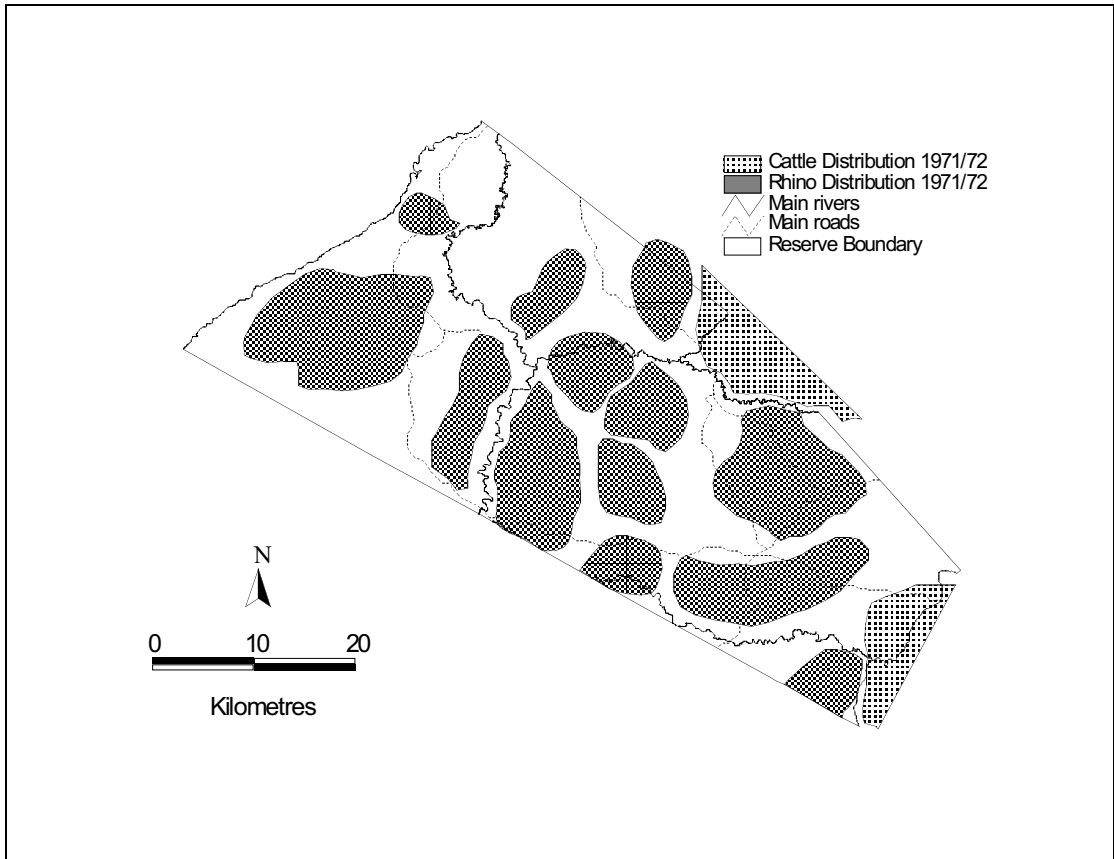 Cattle Distribution 1971/72
Rhino Distribution 1971/72
Main rivers
Main roads
Reserve Boundary
N
0 10 20
Kilometres